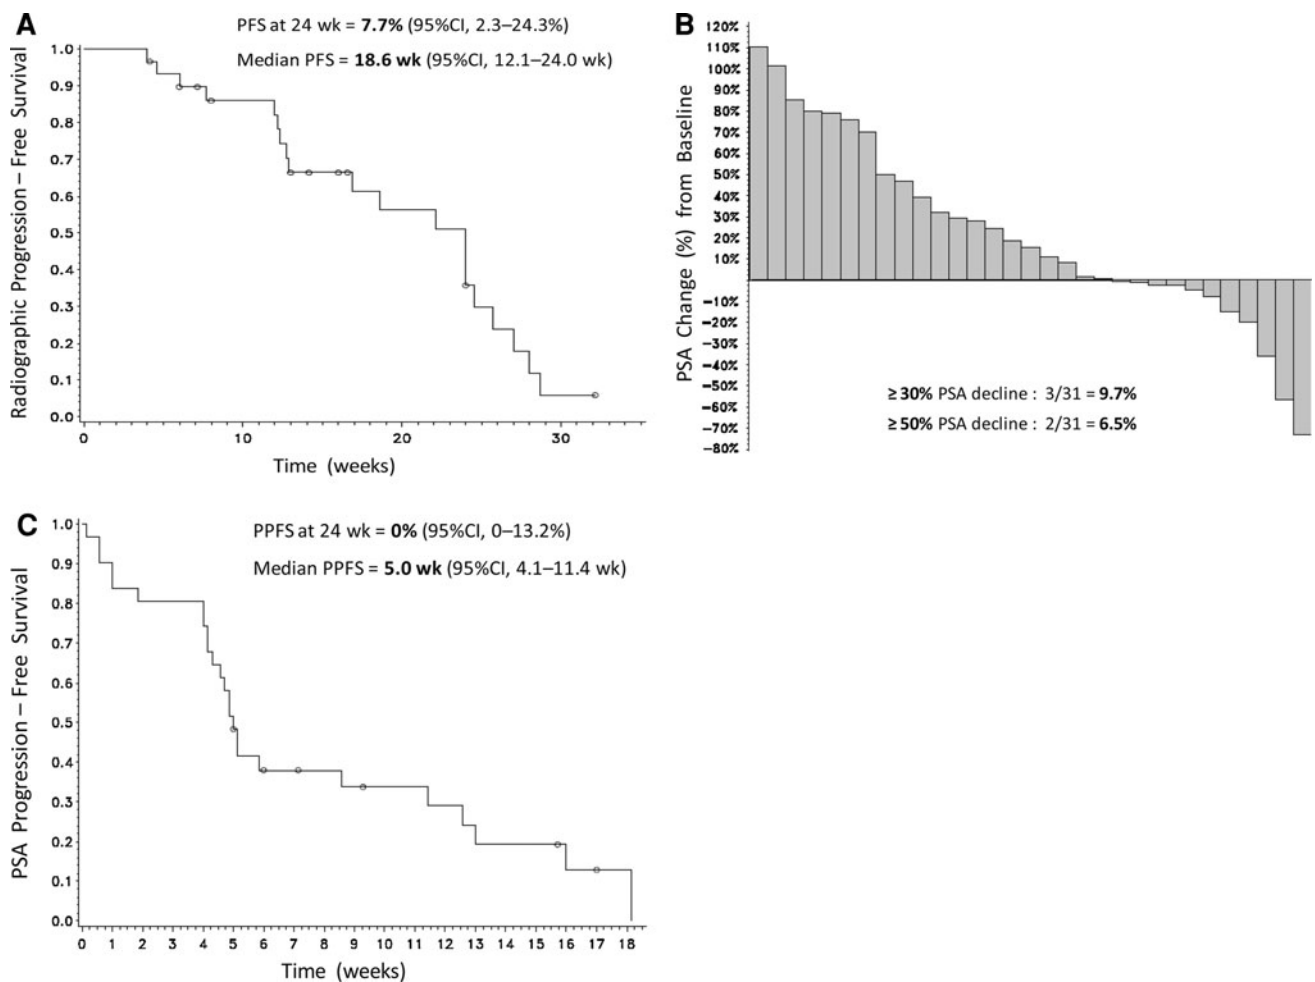 A
PFS at 24 wk = 7.7% (95%CI, 2.3–24.3%)
Median PFS = 18.6 wk (95%CI, 12.1–24.0 wk)
Radiographic Progression – Free Survival
1.0
0.9
0.8
0.7
0.6
0.5
0.4
0.3
0.2
0.1
0.0
0 10 20 30
Time (weeks)
B
PSA Change (%) from Baseline
120%
110%
100%
90%
80%
70%
60%
50%
40%
30%
20%
10%
−10%
−20%
−30%
−40%
−50%
−60%
−70%
−80%
≥ 30% PSA decline : 3/31 = 9.7%
≥ 50% PSA decline : 2/31 = 6.5%
C
PPFS at 24 wk = 0% (95%CI, 0–13.2%)
Median PPFS = 5.0 wk (95%CI, 4.1–11.4 wk)
PSA Progression – Free Survival
1.0
0.9
0.8
0.7
0.6
0.5
0.4
0.3
0.2
0.1
0.0
0 1 2 3 4 5 6 7 8 9 10 11 12 13 14 15 16 17 18
Time (weeks)